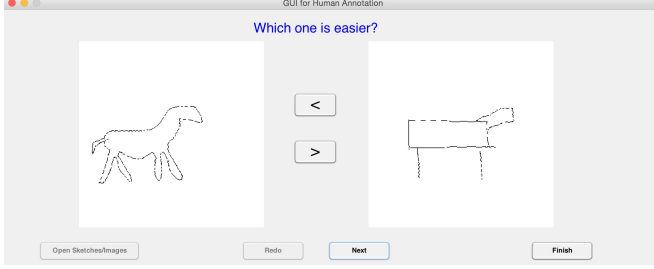 GUI for Human Annotation
Which one is easier?
<
>
Open Sketches/Images
Redo
Next
Finish